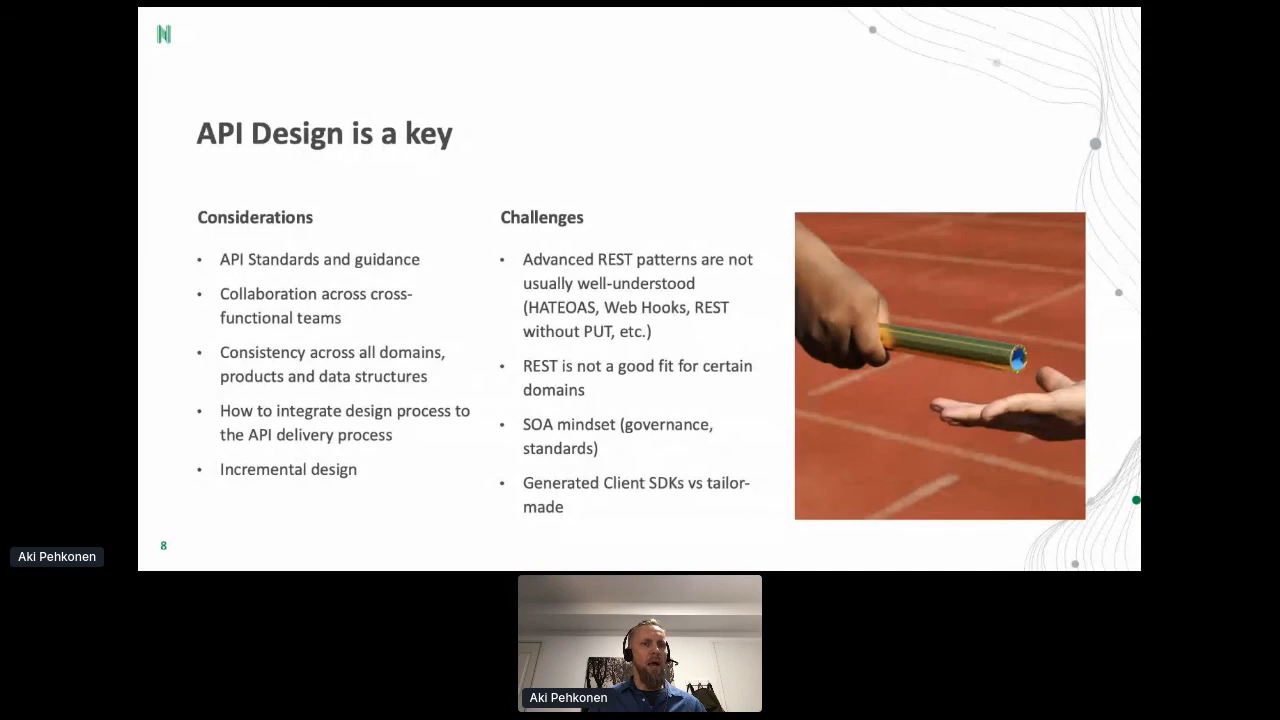 N
API Design is a key
Considerations
• API Standards and guidance
• Collaboration across cross-
functional teams
• Consistency across all domains,
products and data structures
• How to integrate design process to
the API delivery process
• Incremental design
Challenges
• Advanced REST patterns are not
usually well-understood
(HATEOAS, Web Hooks, REST
without PUT, etc.)
• REST is not a good fit for certain
domains
• SOA mindset (governance,
standards)
• Generated Client SDKs vs tailor-
made
8
Aki Pehkonen
Aki Pehkonen